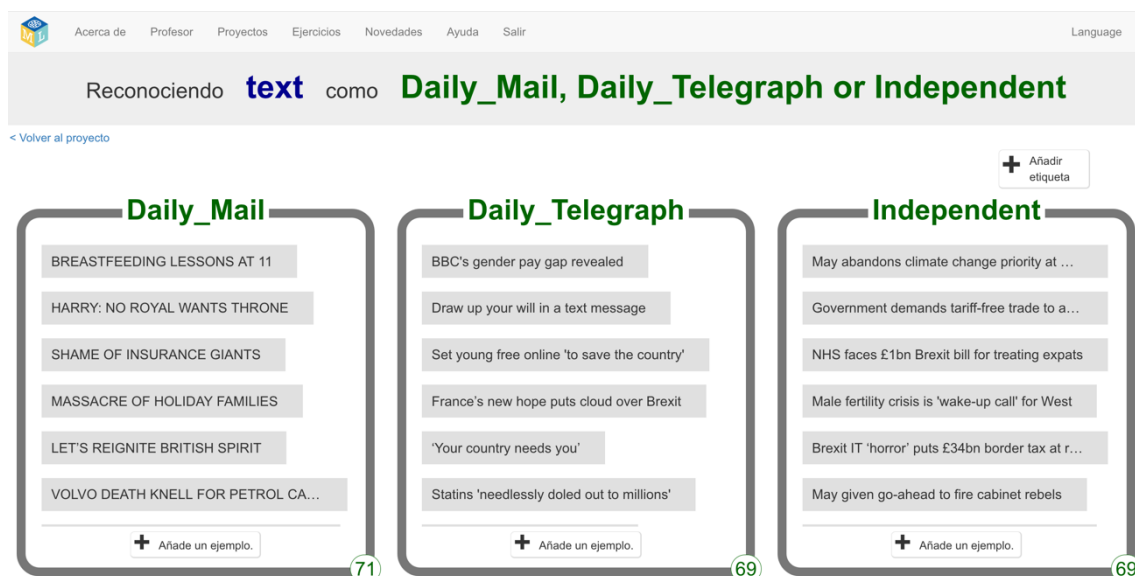 Acerca de Profesor Proyectos Ejercicios Novedades Ayuda Salir Language
Reconociendo text como Daily_Mail, Daily_Telegraph or Independent
< Volver al proyecto
Añadir
etiqueta
Daily_Mail
BREASTFEEDING LESSONS AT 11
HARRY: NO ROYAL WANTS THRONE
SHAME OF INSURANCE GIANTS
MASSACRE OF HOLIDAY FAMILIES
LET'S REIGNITE BRITISH SPIRIT
VOLVO DEATH KNELL FOR PETROL CA…
Añade un ejemplo.
71
Daily_Telegraph
BBC's gender pay gap revealed
Draw up your will in a text message
Set young free online 'to save the country'
France’s new hope puts cloud over Brexit
‘Your country needs you’
Statins 'needlessly doled out to millions'
Añade un ejemplo.
69
Independent
May abandons climate change priority at …
Government demands tariff-free trade to a…
NHS faces £1bn Brexit bill for treating expats
Male fertility crisis is 'wake-up call' for West
Brexit IT ‘horror’ puts £34bn border tax at r…
May given go-ahead to fire cabinet rebels
Añade un ejemplo.
69